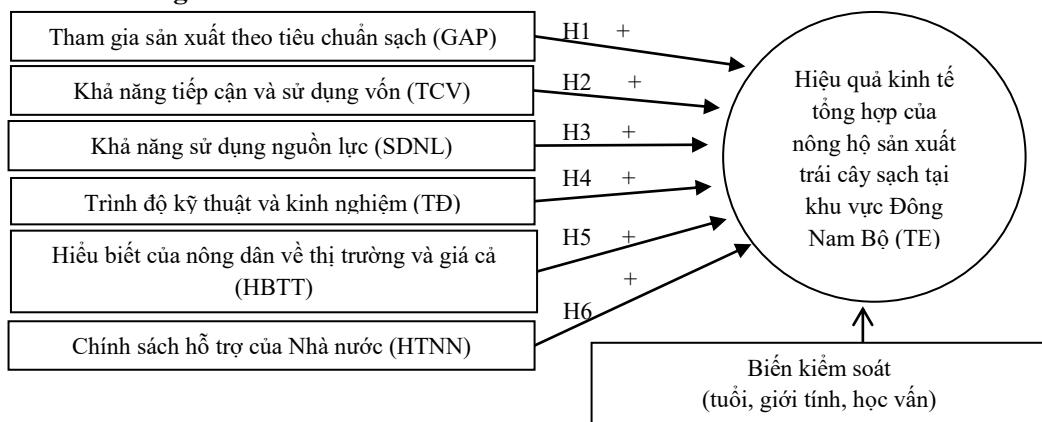 Tham gia sản xuất theo tiêu chuẩn sạch (GAP)
H1 +
Khả năng tiếp cận và sử dụng vốn (TCV)
H2 +
Khả năng sử dụng nguồn lực (SDNL)
H3 +
Trình độ kỹ thuật và kinh nghiệm (TĐ)
H4 +
Hiểu biết của nông dân về thị trường và giá cả
(HBTT)
H5 +
Chính sách hỗ trợ của Nhà nước (HTNN)
H6 +
Hiệu quả kinh tế
tổng hợp của
nông hộ sản xuất
trái cây sạch tại
khu vực Đông
Nam Bộ (TE)
Biến kiểm soát
(tuổi, giới tính, học vấn)